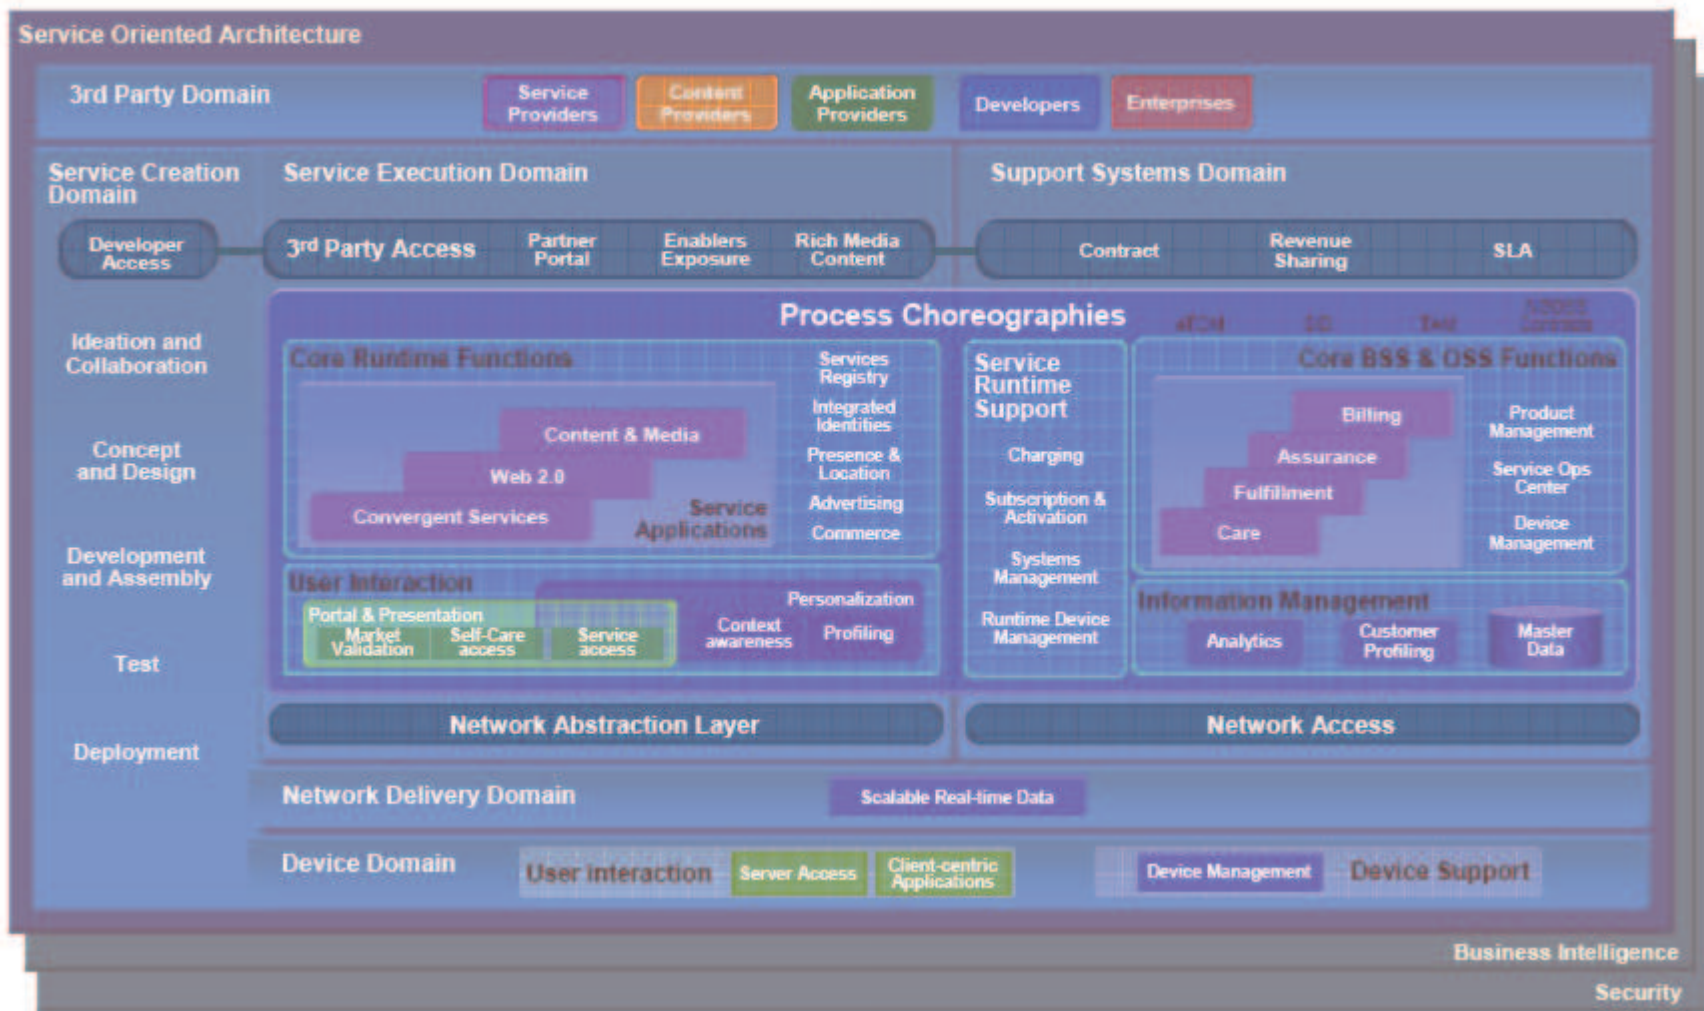 Service Oriented Architecture
3rd Party Domain
Service
Providers
Content
Providers
Application
Providers
Developers
Enterprises
Service Creation
Domain
Service Execution Domain
Support Systems Domain
Developer
Access
3rd Party Access
Partner
Portal
Enablers
Exposure
Rich Media
Content
Contract
Revenue
Sharing
SLA
Ideation and
Collaboration
Concept
and Design
Development
and Assembly
Test
Deployment
Process Choreographies
eTOM
SID
TAM
Contracts
Core Runtime Functions
Content & Media
Web 2.0
Convergent Services
Service
Applications
Services
Registry
Integrated
Identities
Presence &
Location
Advertising
Commerce
Service
Runtime
Support
Charging
Subscription &
Activation
Systems
Management
Runtime Device
Management
Core BSS & OSS Functions
Billing
Assurance
Fulfillment
Care
Product
Management
Service Ops
Center
Device
Management
User Interaction
Portal & Presentation
Market
Validation
Self-Care
access
Service
access
Personalization
Context
awareness
Profiling
Information Management
Analytics
Customer
Profiling
Master
Data
Network Abstraction Layer
Network Access
Network Delivery Domain
Scalable Real-time Data
Device Domain
User interaction
Server Access
Client-centric
Applications
Device Management
Device Support
Business Intelligence
Security